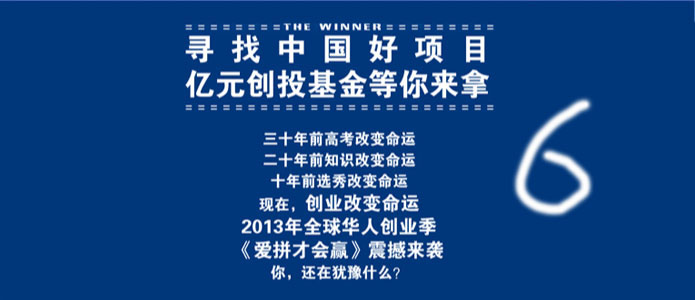 THE WINNER
寻找中国好项目
亿元创投基金等你来拿
三十年前高考改变命运
二十年前知识改变命运
十年前选秀改变命运
现在，创业改变命运
2013年全球华人创业季
《爱拼才会赢》震撼来袭
你，还在犹豫什么？
6